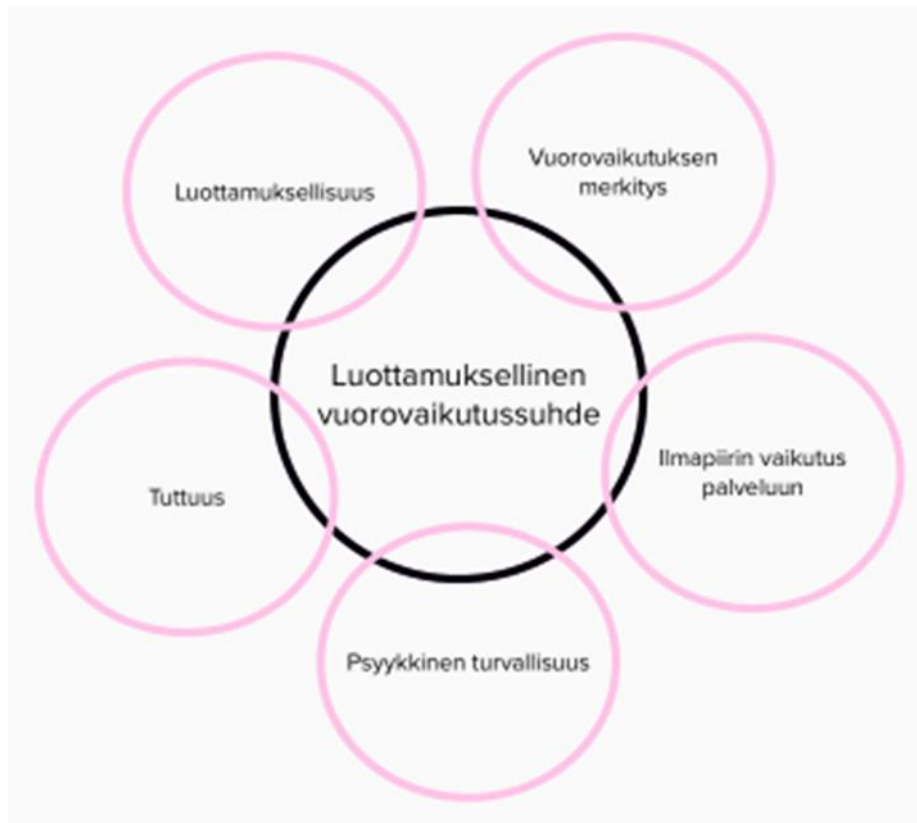 Luottamuksellisuus
Vuorovaikutuksen
merkitys
Luottamuksellinen
vuorovaikutussuhde
Ilmapiirin vaikutus
palveluun
Tuttuus
Psyykkinen turvallisuus